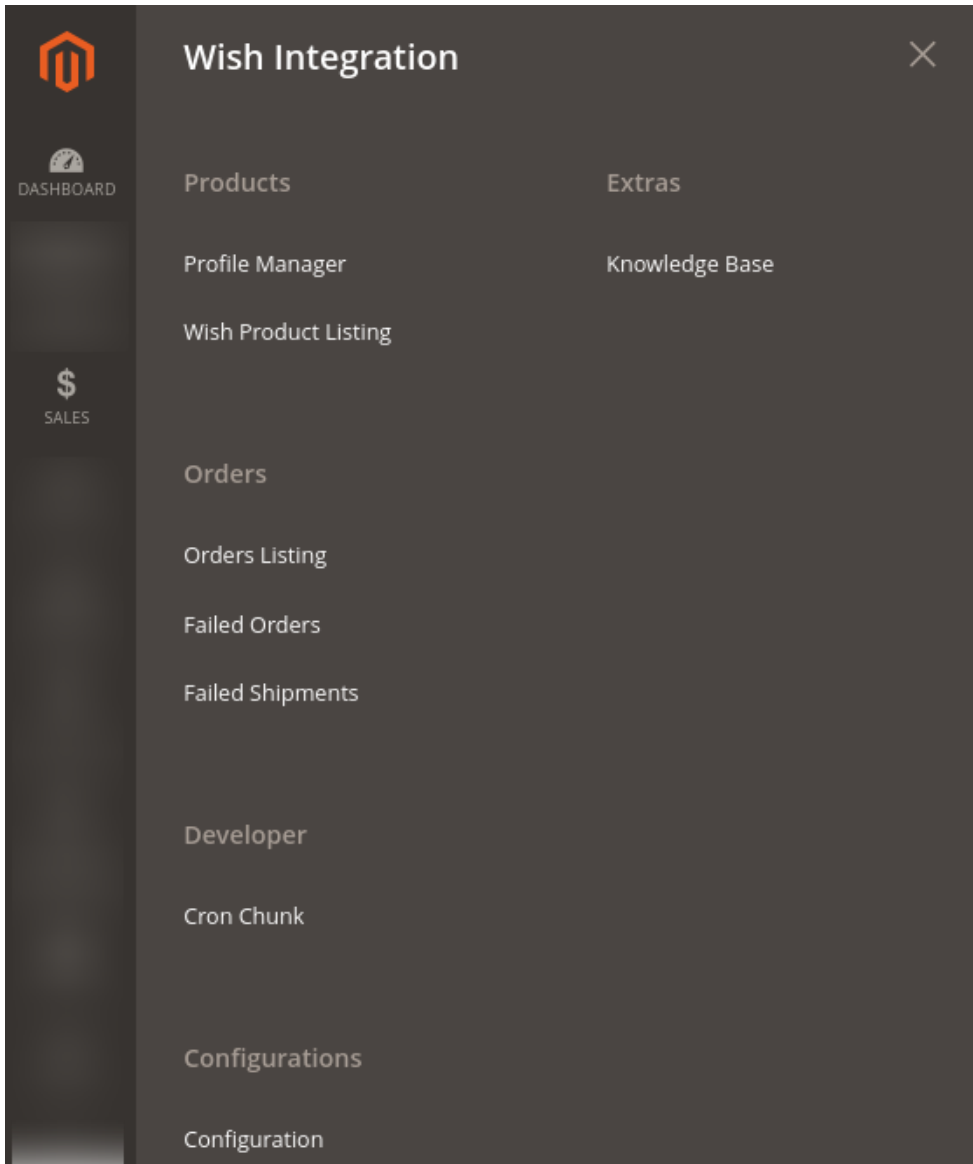 Wish Integration
DASHBOARD
SALES
Products
Profile Manager
Wish Product Listing
Orders
Orders Listing
Failed Orders
Failed Shipments
Developer
Cron Chunk
Configurations
Configuration
Extras
Knowledge Base